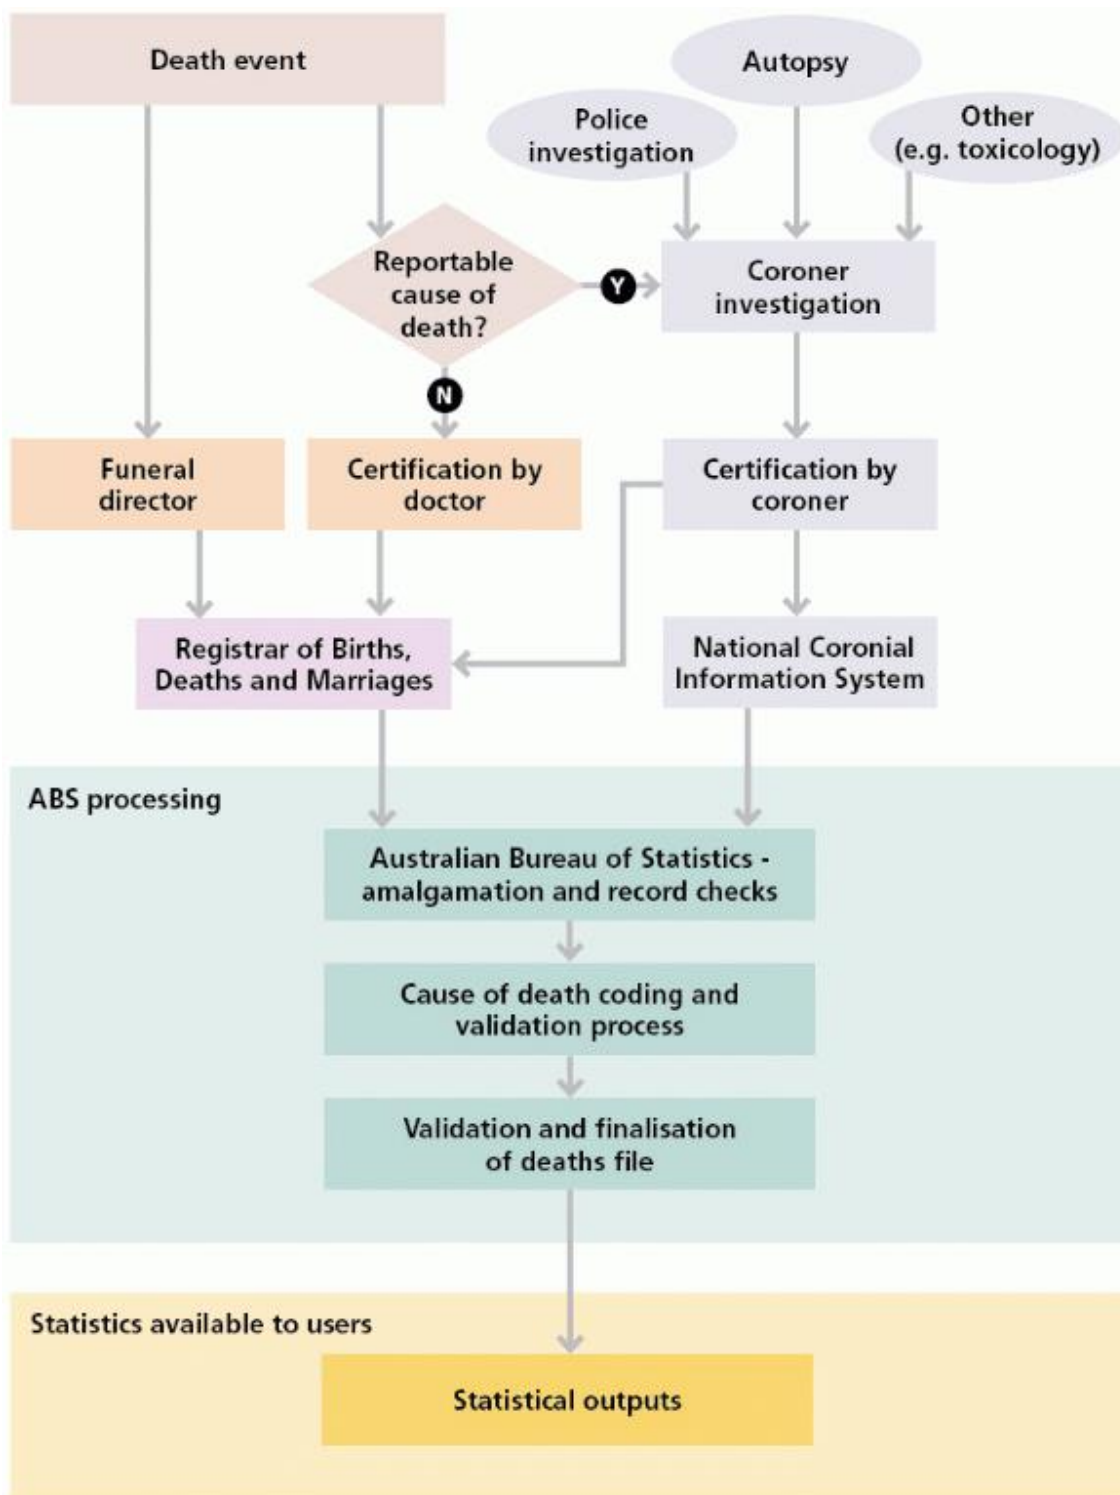 Death event
Autopsy
Police
investigation
Other
(e.g. toxicology)
Reportable
cause of
death?
Y
Coroner
investigation
N
Funeral
director
Certification by
doctor
Certification by
coroner
Registrar of Births,
Deaths and Marriages
National Coronial
Information System
ABS processing
Australian Bureau of Statistics -
amalgamation and record checks
Cause of death coding and
validation process
Validation and finalisation
of deaths file
Statistics available to users
Statistical outputs